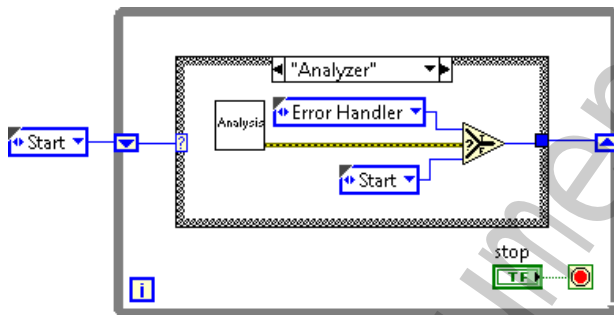 "Analyzer"
Analysis
Error Handler
Start
?
?
T
F
Start
stop
TF
i